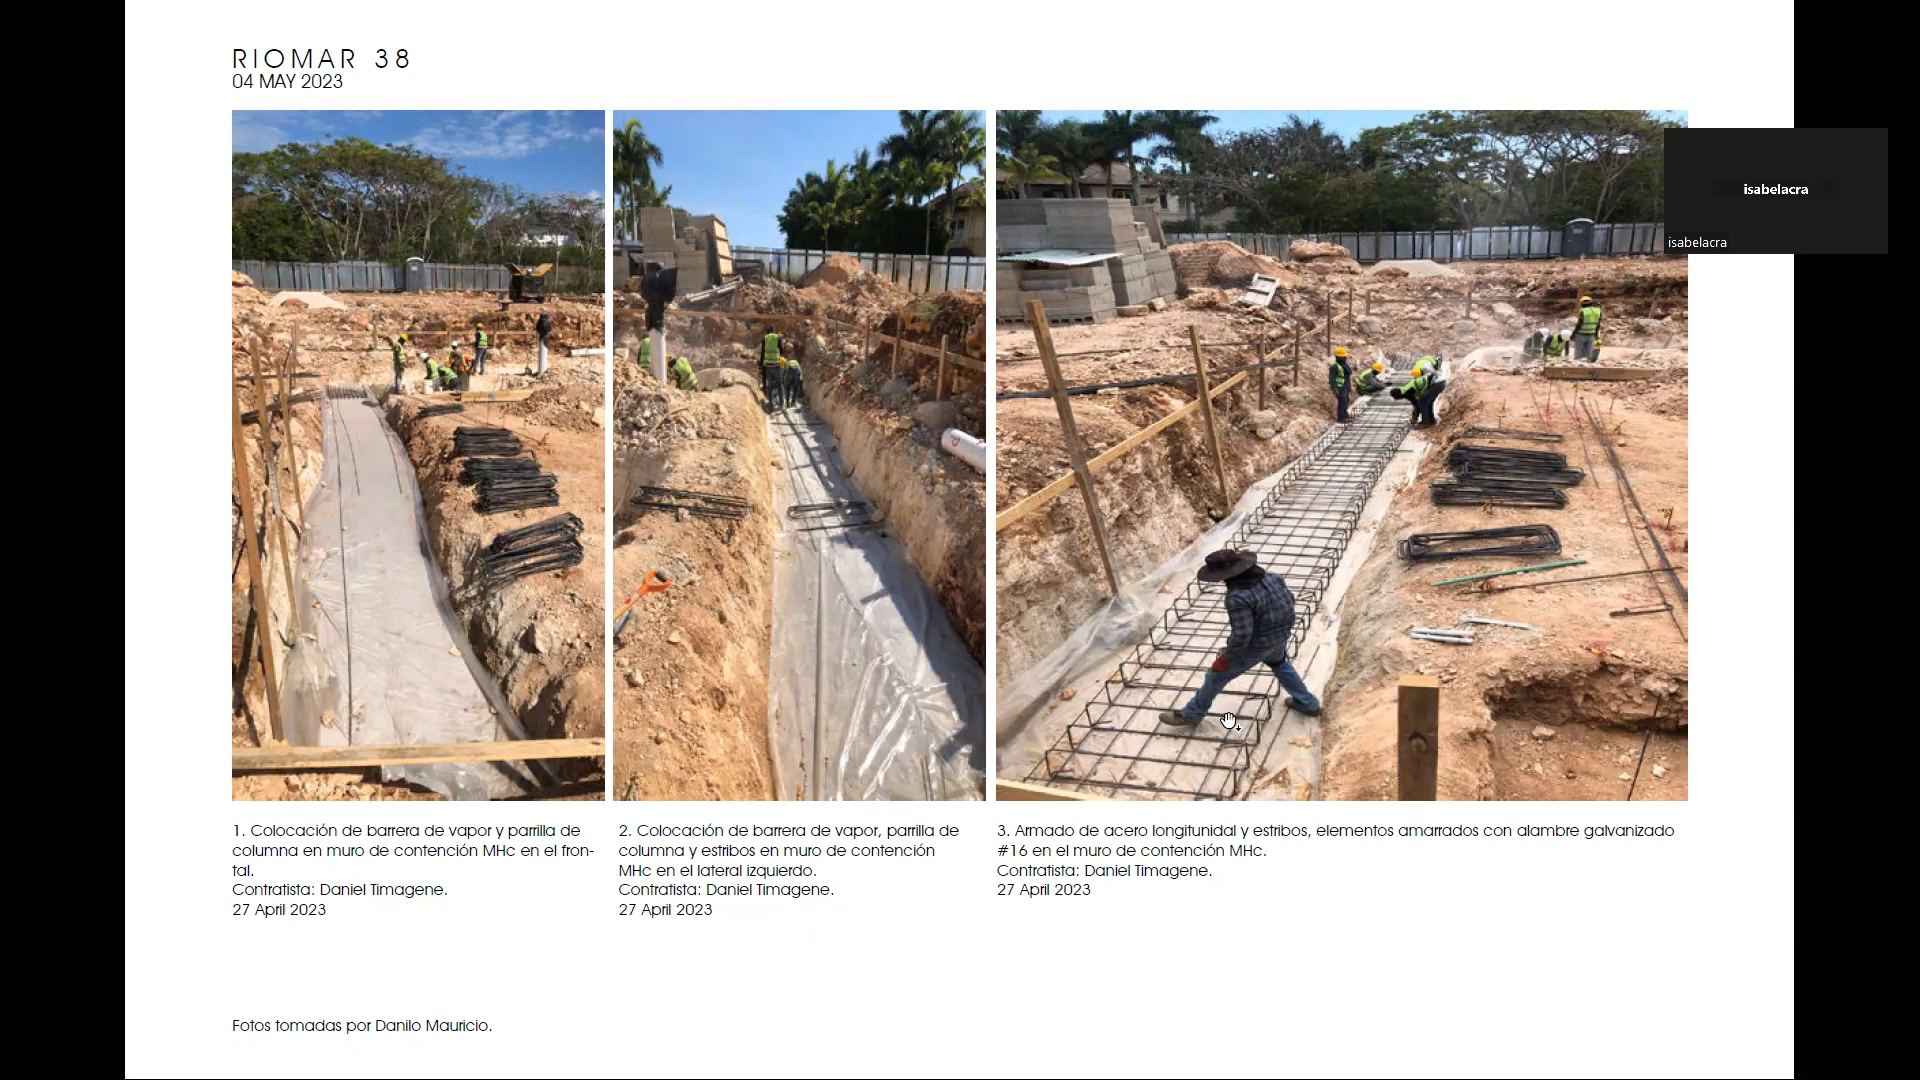 RIOMAR 38
04 MAY 2023
isabelacra
isabelacra
1. Colocación de barrera de vapor y parrilla de
columna en muro de contención MHc en el fron-
tal.
Contratista: Daniel Timagene.
27 April 2023
2. Colocación de barrera de vapor, parrilla de
columna y estribos en muro de contención
MHc en el lateral izquierdo.
Contratista: Daniel Timagene.
27 April 2023
3. Armado de acero longitunidal y estribos, elementos amarrados con alambre galvanizado
#16 en el muro de contención MHc.
Contratista: Daniel Timagene.
27 April 2023
Fotos tomadas por Danilo Mauricio.